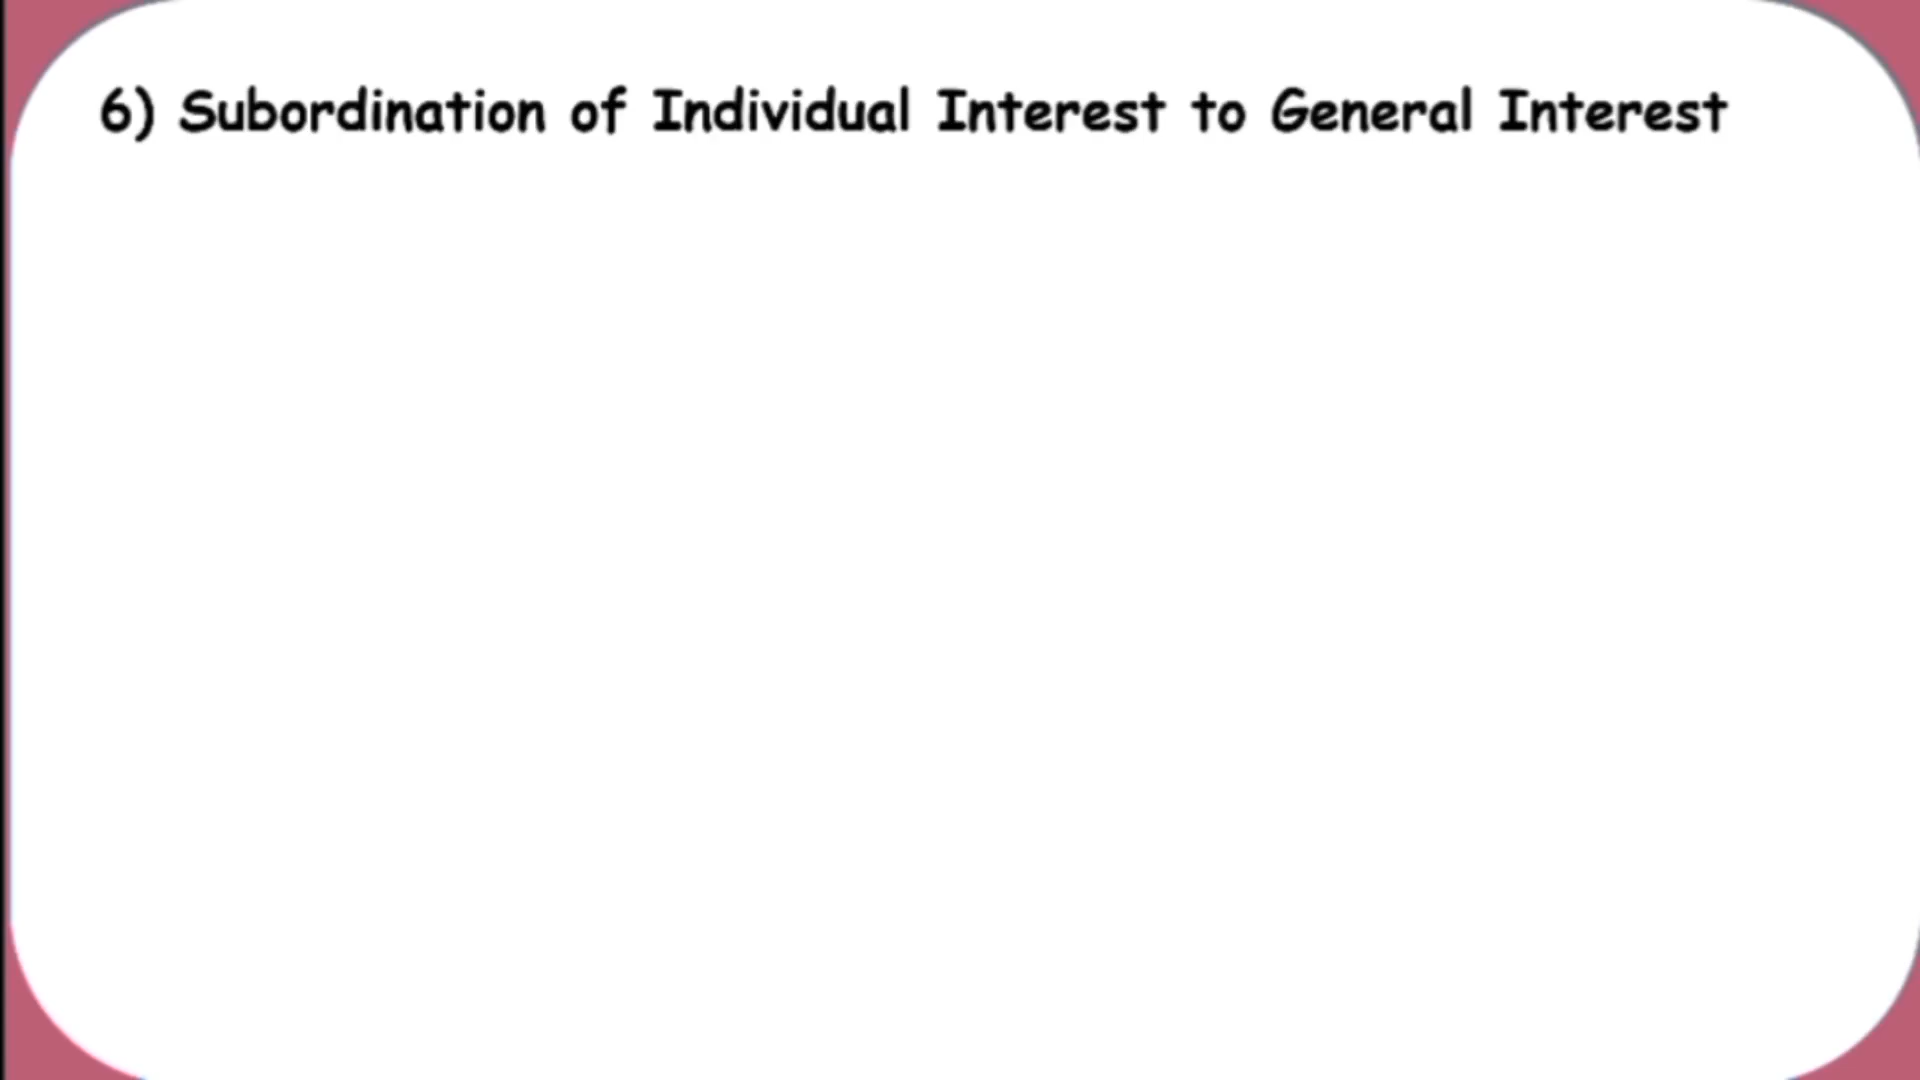 6) Subordination of Individual Interest to General Interest